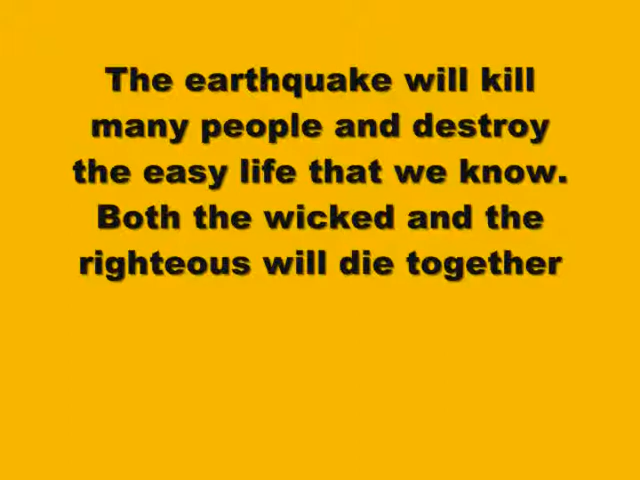 The earthquake will kill
many people and destroy
the easy life that we know.
Both the wicked and the
righteous will die together